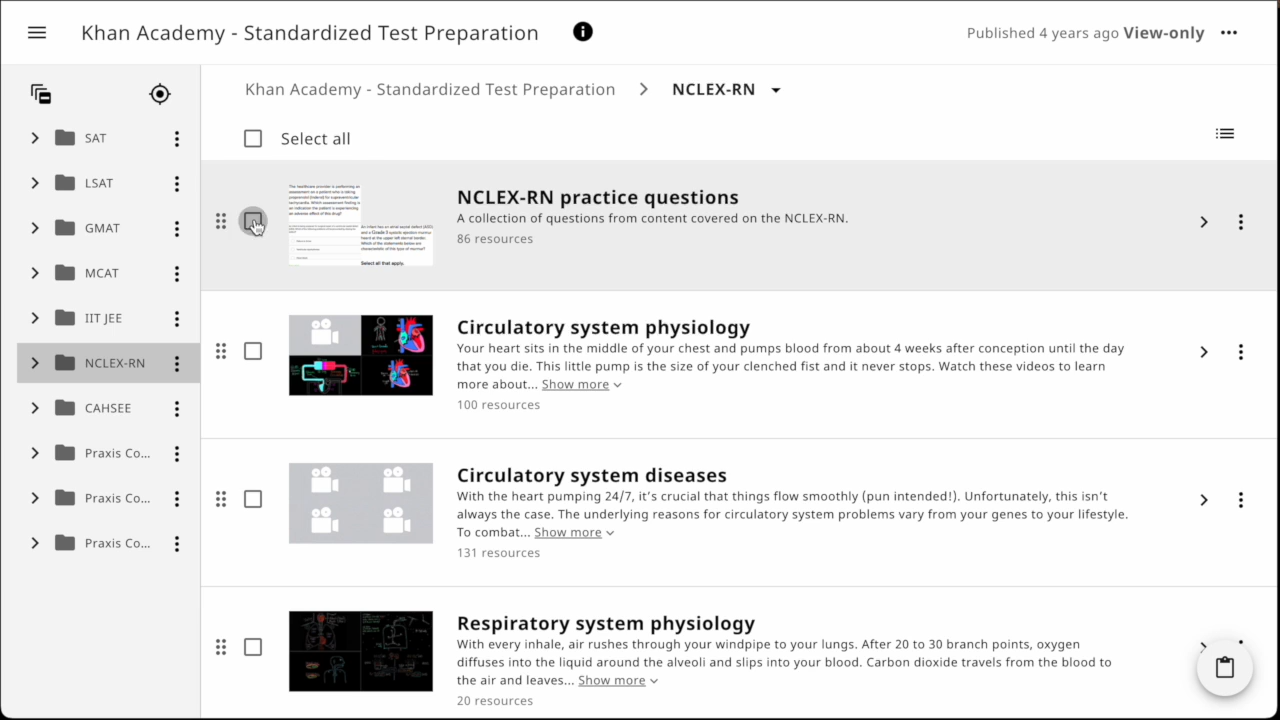 Khan Academy - Standardized Test Preparation
Published 4 years ago View-only
Khan Academy - Standardized Test Preparation > NCLEX-RN
Select all
SAT
LSAT
GMAT
MCAT
IIT JEE
NCLEX-RN
CAHSEE
Praxis Co...
Praxis Co...
Praxis Co...
NCLEX-RN practice questions
A collection of questions from content covered on the NCLEX-RN.
86 resources
Circulatory system physiology
Your heart sits in the middle of your chest and pumps blood from about 4 weeks after conception until the day
that you die. This little pump is the size of your clenched fist and it never stops. Watch these videos to learn
more about... Show more
100 resources
Circulatory system diseases
With the heart pumping 24/7, it's crucial that things flow smoothly (pun intended!). Unfortunately, this isn't
always the case. The underlying reasons for circulatory system problems vary from your genes to your lifestyle.
To combat... Show more
131 resources
Respiratory system physiology
With every inhale, air rushes through your windpipe to your lungs. After 20 to 30 branch points, oxygen
diffuses into the liquid around the alveoli and slips into your blood. Carbon dioxide travels from the blood to
the air and leaves... Show more
20 resources